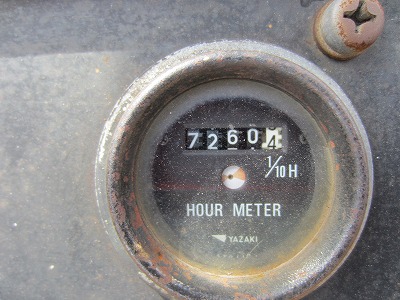 72604
1/10H
HOUR METER
YAZAKI